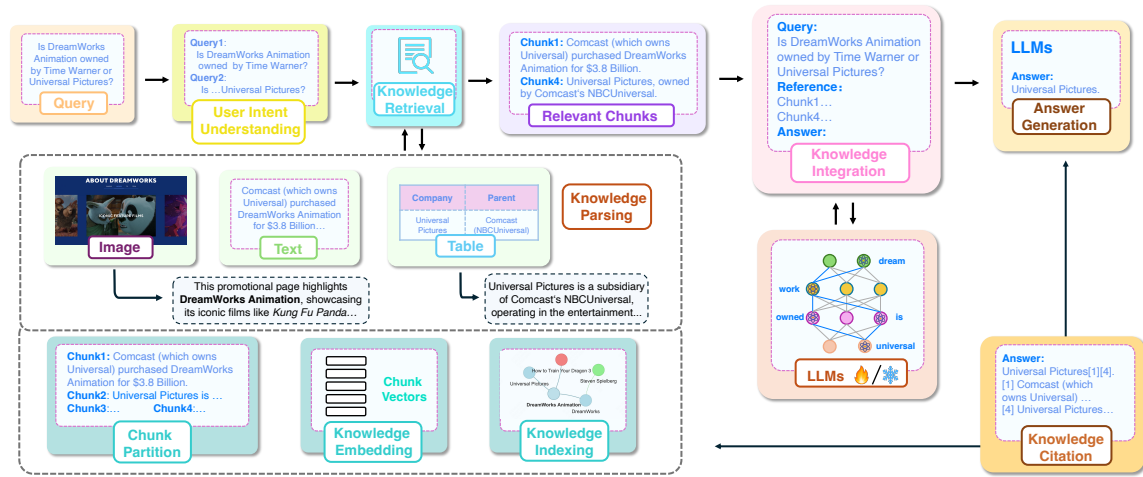 Is DreamWorks
Animation owned
by Time Warner or
Universal Pictures?
Query
Query1:
Is DreamWorks Animation
owned by Time Warner?
Query2:
Is ...Universal Pictures?
User Intent
Understanding
Knowledge
Retrieval
Chunk1: Comcast (which owns
Universal) purchased DreamWorks
Animation for $3.8 Billion.
Chunk4: Universal Pictures, owned
by Comcast's NBCUniversal.
Relevant Chunks
Query:
Is DreamWorks Animation
owned by Time Warner or
Universal Pictures?
Reference:
Chunk1...
Chunk4...
Answer:
Knowledge
Integration
LLMs
Answer:
Universal Pictures.
Answer
Generation
ABOUT DREAMWORKS
ICONIC FEATURE FILMS
Image
Comcast (which owns
Universal) purchased
DreamWorks Animation
for $3.8 Billion...
Text
Company Parent
Universal Pictures Comcast (NBCUniversal)
Table
Knowledge
Parsing
This promotional page highlights
DreamWorks Animation, showcasing
its iconic films like Kung Fu Panda...
Universal Pictures is a subsidiary
of Comcast's NBCUniversal,
operating in the entertainment...
dream
work
owned
is
universal
LLMs
Chunk1: Comcast (which owns
Universal) purchased DreamWorks
Animation for $3.8 Billion.
Chunk2: Universal Pictures is ...
Chunk3:... Chunk4:...
Chunk
Partition
Chunk
Vectors
Knowledge
Embedding
How to Train Your Dragon 3
Universal Pictures
Steven Spielberg
DreamWorks Animation
DreamWorks
Knowledge
Indexing
Answer:
Universal Pictures[1][4].
[1] Comcast (which
owns Universal) ...
[4] Universal Pictures...
Knowledge
Citation